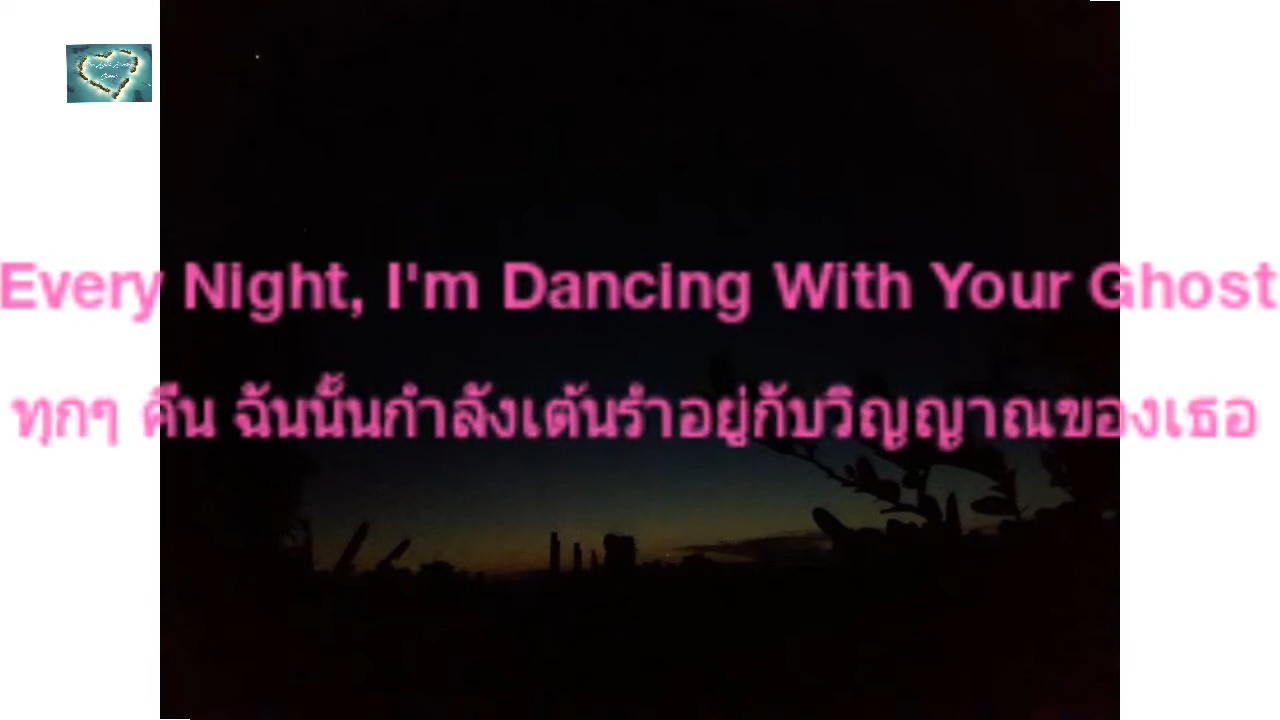 Every Night, I'm Dancing With Your Ghost
ทุกๆ คืน ฉันนั้นกำลังเต้นรำอยู่กับวิญญาณของเธอ